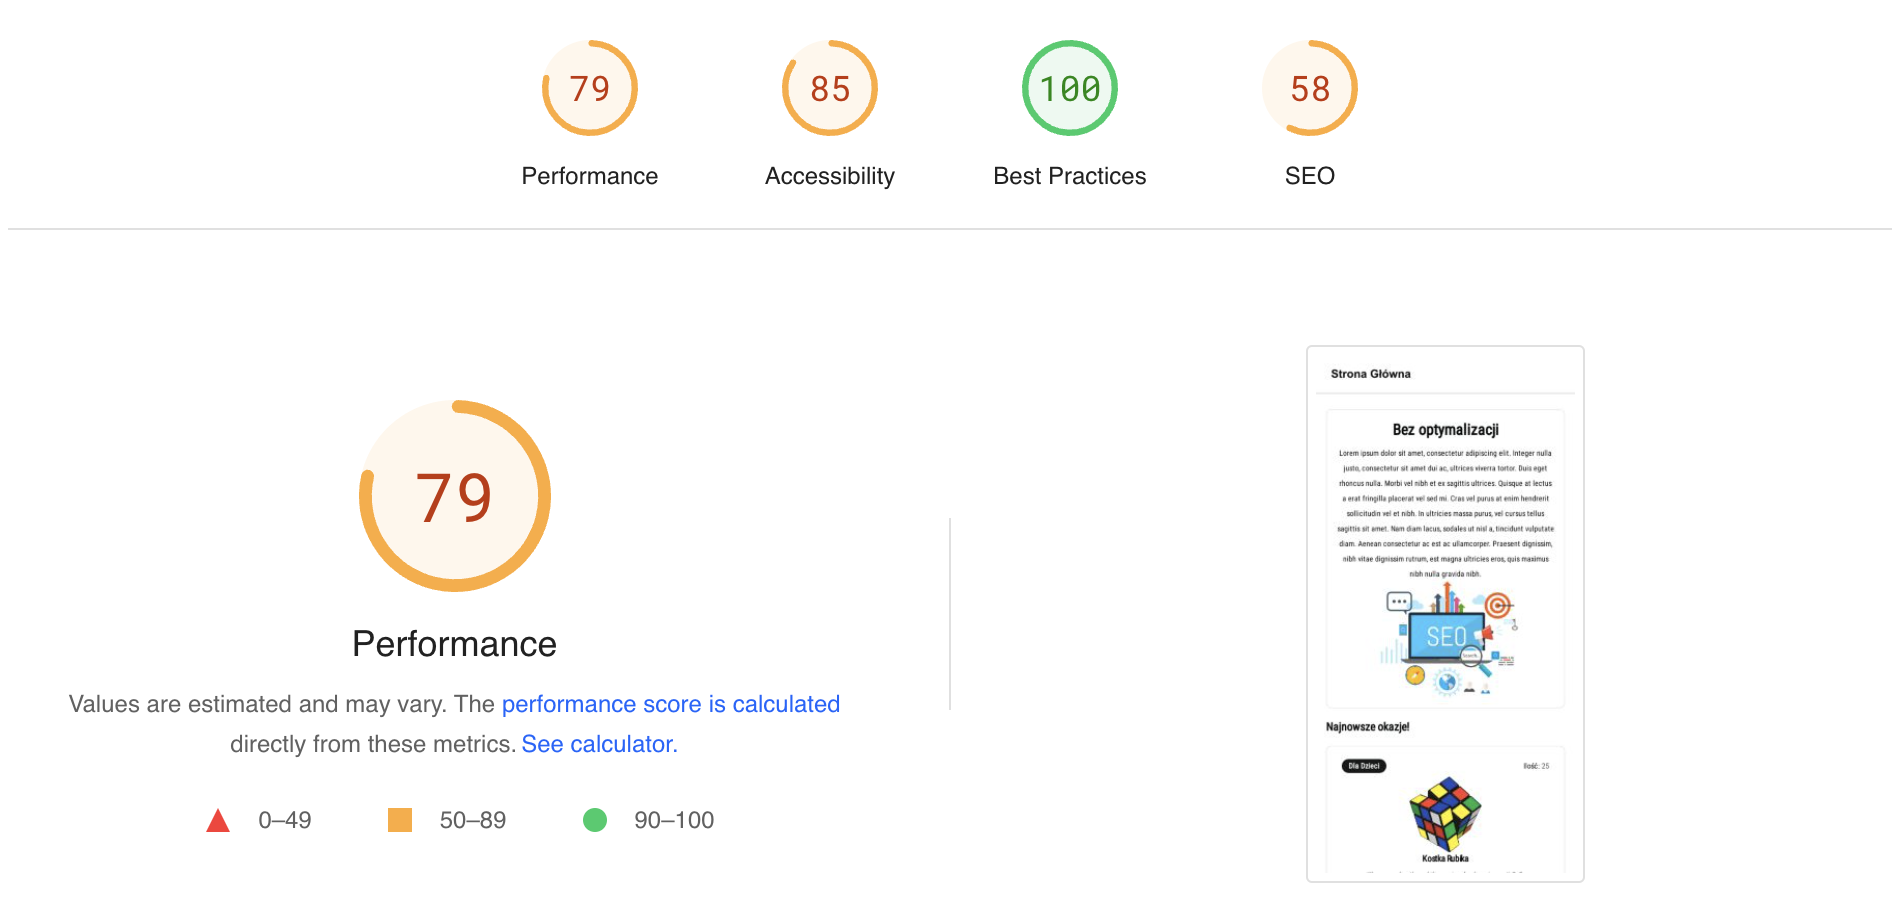 79
85
100
58
Performance
Accessibility
Best Practices
SEO
79
Performance
Values are estimated and may vary. The performance score is calculated
directly from these metrics. See calculator.
0–49
50–89
90–100
Strona Główna
Bez optymalizacji
Lorem ipsum dolor sit amet, consectetur adipiscing elit. Integer nulla
justo, consectetur sit amet dui ac, ultrices viverra tortor. Duis eget
rhoncus nulla. Morbi vel nibh et ex sagittis ultrices. Quisque at lectus
a erat fringilla placerat vel sed mi. Cras vel purus at enim hendrerit
sollicitudin vel et nibh. In ultricies massa purus, vel cursus tellus
sagittis sit amet. Nam diam lacus, sodales ut nisl a, tincidunt vulputate
diam. Aenean consectetur ac est ac ullamcorper. Praesent dignissim,
nibh vitae dignissim rutrum, est magna ultricies eros, quis maximus
nibh nulla gravida nibh.
SEO
Najnowsze okazje!
Dla Dzieci
Ilość: 25
Kostka Rubika